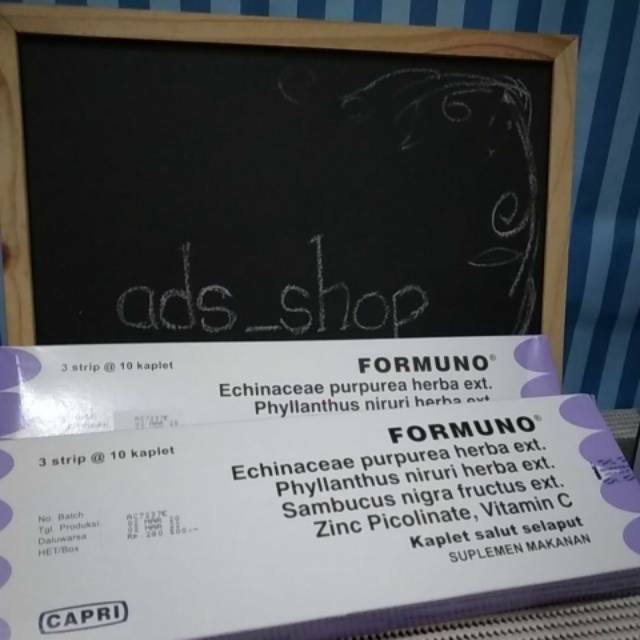 ads_shop
3 strip @ 10 kaplet
FORMUNO®
Echinaceae purpurea herba ext.
Phyllanthus niruri herba ext.
3 strip @ 10 kaplet
FORMUNO®
Echinaceae purpurea herba ext.
Phyllanthus niruri herba ext.
Sambucus nigra fructus ext.
Zinc Picolinate, Vitamin C
Kaplet salut selaput
SUPLEMEN MAKANAN
No. Batch
Tgl. Produksi
Daluwarsa
HET/Box
CAPRI